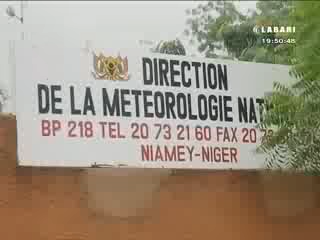 LABARI
19:50:48
DIRECTION
DE LA METEOROLOGIE NAT
BP 218 TEL 20 73 21 60 FAX 20
NIAMEY-NIGER